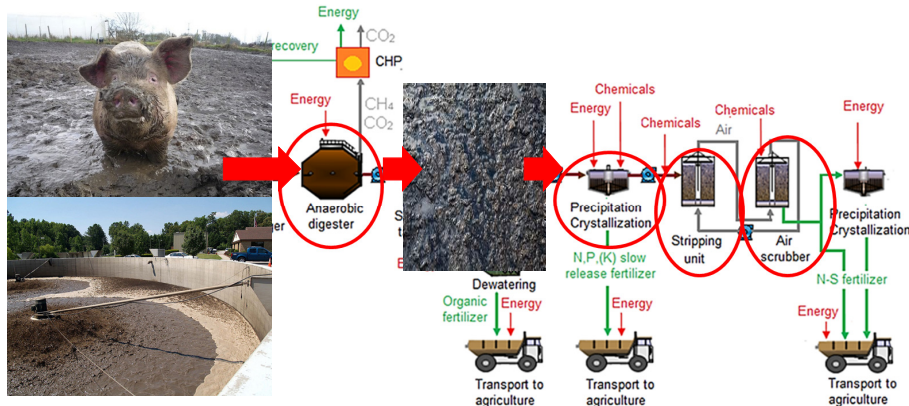 Energy
CO2
recovery
CHP
Energy
CH4
CO2
Anaerobic
digester
Dewatering
Organic
fertilizer
Energy
Transport to
agriculture
Energy
Chemicals
Precipitation
Crystallization
N,P,(K) slow
release fertilizer
Energy
Transport to
agriculture
Chemicals
Air
Stripping
unit
Chemicals
Air
scrubber
Energy
Precipitation
Crystallization
N-S fertilizer
Energy
Transport to
agriculture